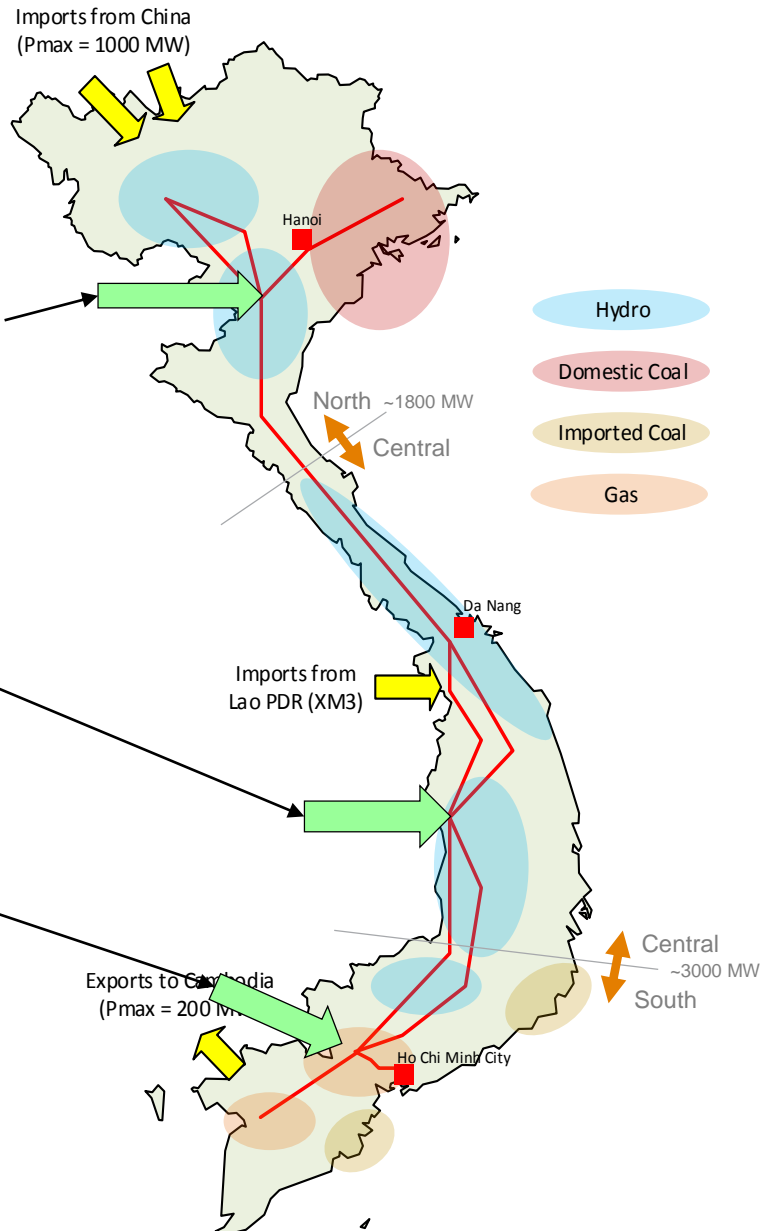 Imports from China
(Pmax = 1000 MW)
Hanoi
Hydro
Domestic Coal
Imported Coal
Gas
North ~1800 MW
Central
Da Nang
Imports from
Lao PDR (XM3)
Central
~3000 MW
South
Exports to Cambodia
(Pmax = 200 M
Ho Chi Minh City